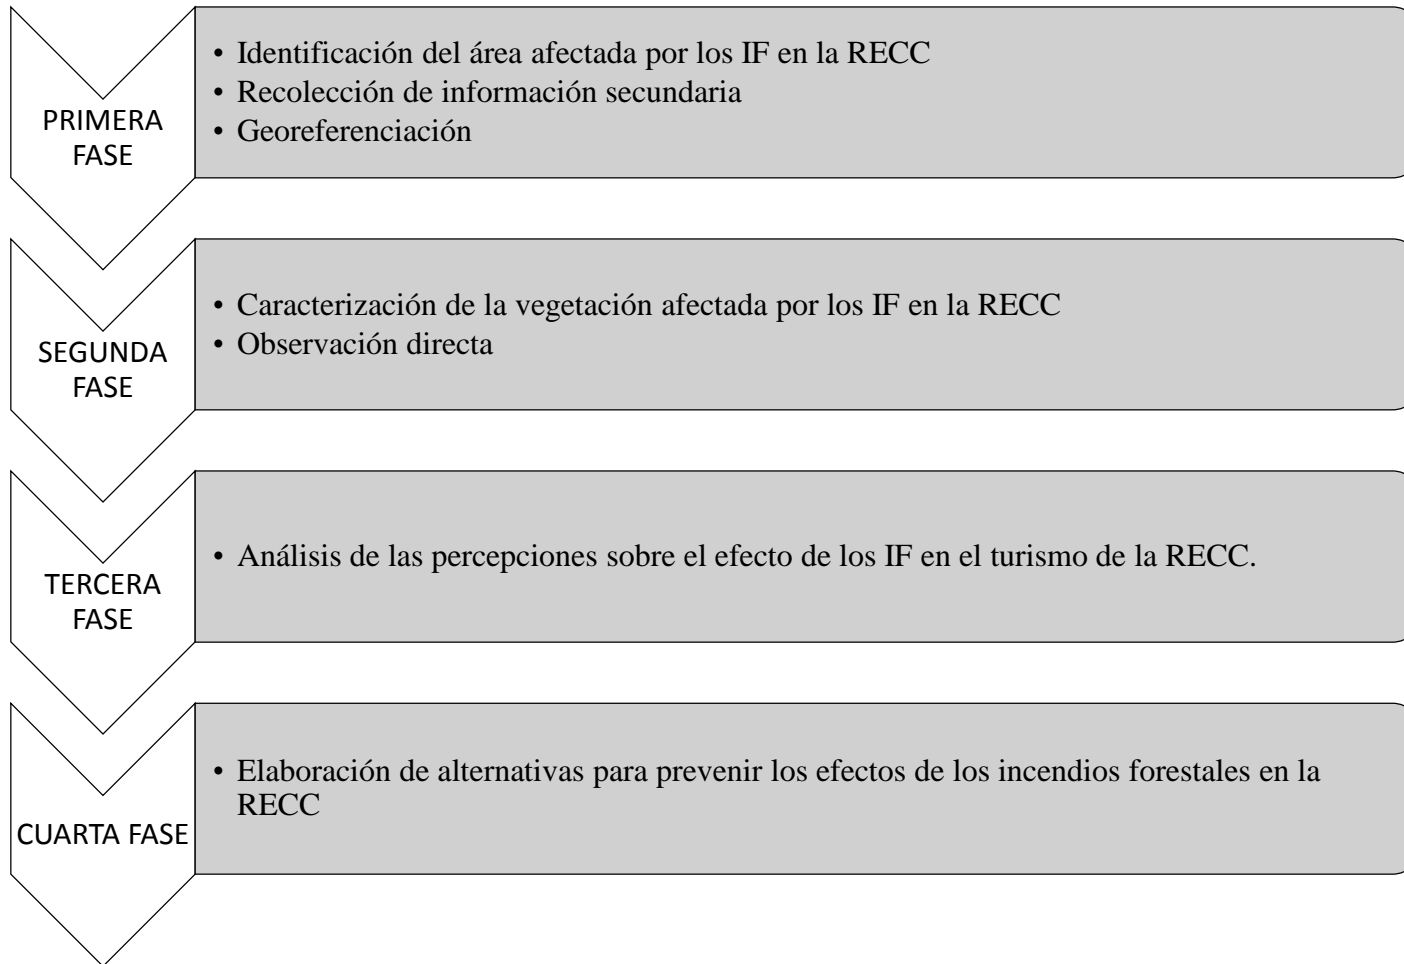 PRIMERA
FASE
• Identificación del área afectada por los IF en la RECC
• Recolección de información secundaria
• Georeferenciación
SEGUNDA
FASE
• Caracterización de la vegetación afectada por los IF en la RECC
• Observación directa
TERCERA
FASE
• Análisis de las percepciones sobre el efecto de los IF en el turismo de la RECC.
CUARTA FASE
• Elaboración de alternativas para prevenir los efectos de los incendios forestales en la
RECC